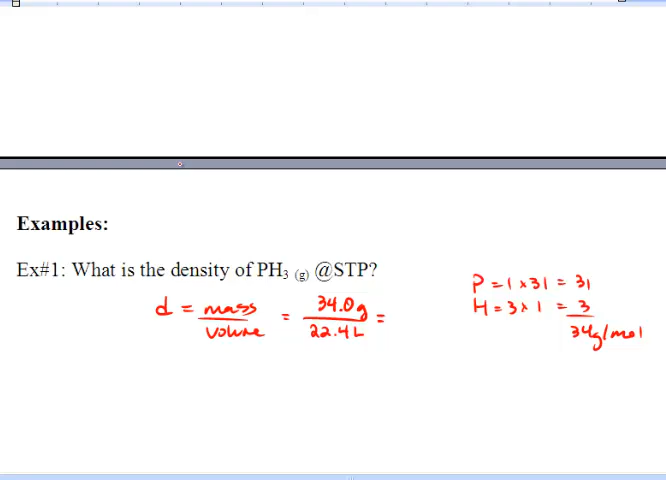 Examples:
Ex#1: What is the density of PH₃ (g) @STP?
P = 1 x 31 = 31
H = 3 x 1 = 3
34g/mol
d = mass / volume = 34.0g / 22.4L =